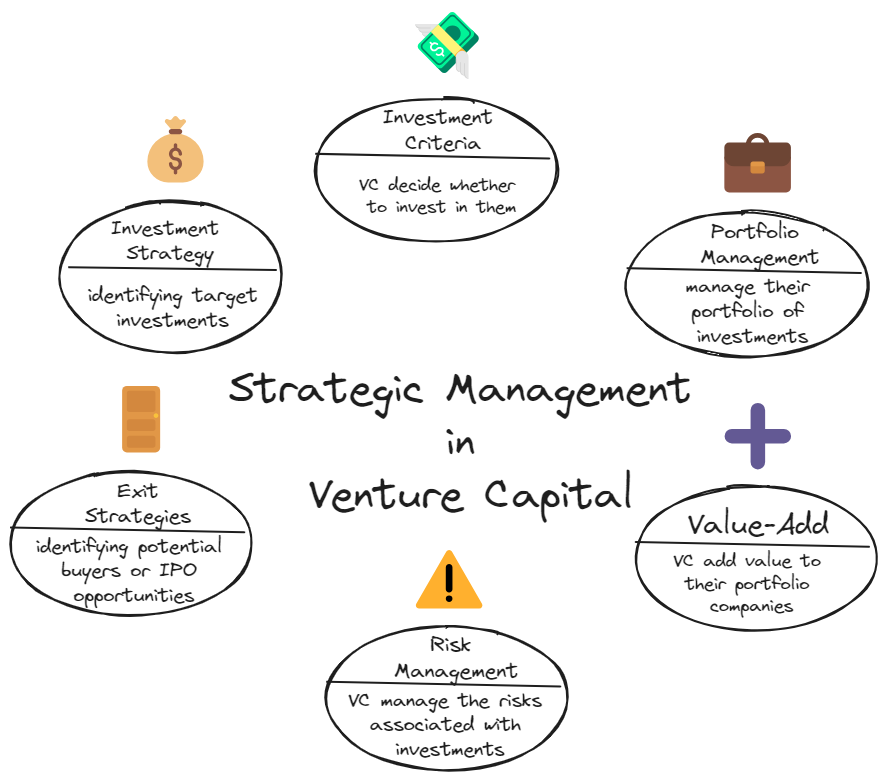 Investment
Criteria
VC decide whether
to invest in them
Investment
Strategy
identifying target
investments
Portfolio
Management
manage their
portfolio of
investments
Strategic Management
in
Venture Capital
Exit
Strategies
identifying potential
buyers or IPO
opportunities
Value-Add
VC add value to
their portfolio
companies
Risk
Management
VC manage the risks
associated with
investments